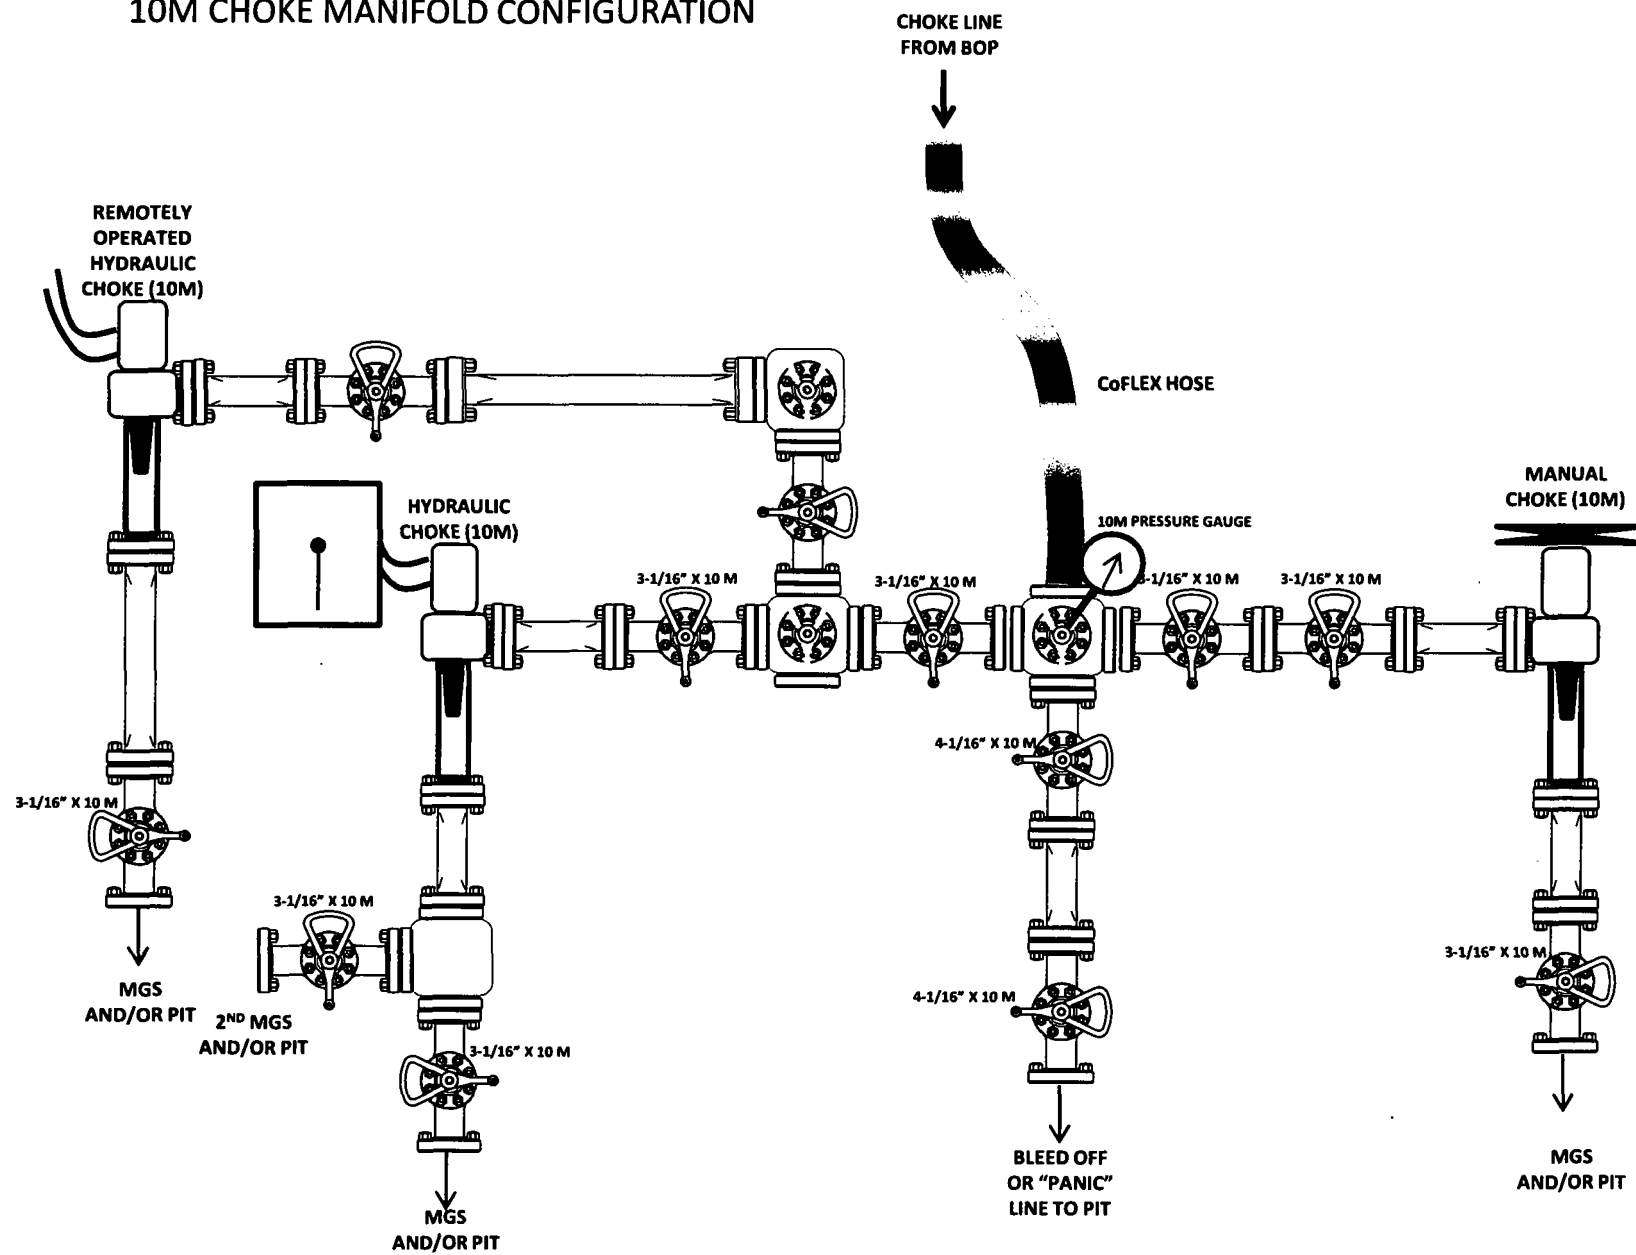 10M CHOKE MANIFOLD CONFIGURATION
CHOKE LINE
FROM BOP
REMOTELY
OPERATED
HYDRAULIC
CHOKE (10M)
CoFLEX HOSE
HYDRAULIC
CHOKE (10M)
MANUAL
CHOKE (10M)
10M PRESSURE GAUGE
3-1/16" X 10 M
3-1/16" X 10 M
3-1/16" X 10 M
3-1/16" X 10 M
4-1/16" X 10 M
3-1/16" X 10 M
3-1/16" X 10 M
3-1/16" X 10 M
4-1/16" X 10 M
MGS
AND/OR PIT
2ND MGS
AND/OR PIT
3-1/16" X 10 M
BLEED OFF
OR "PANIC"
LINE TO PIT
MGS
AND/OR PIT
MGS
AND/OR PIT